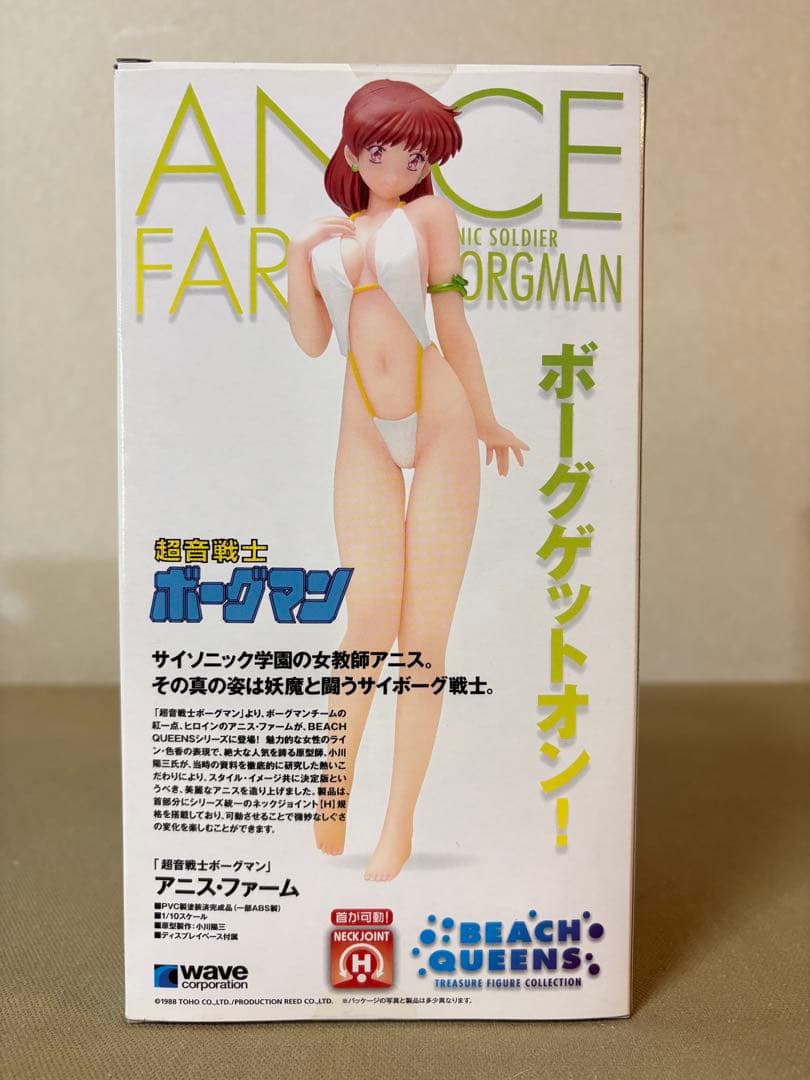 AN CE
FAR NIC SOLDIER
ORGMAN
ボーグゲットオン!
超音戦士
ボーグマン
サイソニック学園の女教師アニス。
その真の姿は妖魔と闘うサイボーグ戦士。
「超音戦士ボーグマン」より、ボーグマンチームの
紅一点、ヒロインのアニス・ファームが、BEACH
QUEENSシリーズに登場! 魅力的な女性のライ
ン・色香の表現で、絶大な人気を誇る原型師、小川
陽三氏が、当時の資料を徹底的に研究した熱いこ
だわりにより、スタイル・イメージ共に決定版とい
うべき、美麗なアニスを造り上げました。製品は、
首部分にシリーズ統一のネックジョイント[H]規
格を搭載しており、可動させることで微妙なしぐさ
の変化を楽しむことができます。
「超音戦士ボーグマン」
アニス・ファーム
■PVC製塗装済完成品(一部ABS製)
■1/10スケール
■原型製作:小川陽三
■ディスプレイベース付属
首が可動!
NECKJOINT
H
BEACH
QUEENS
TREASURE FIGURE COLLECTION
wave
corporation
©1988 TOHO CO.,LTD./PRODUCTION REED CO.,LTD. ※パッケージの写真と製品は多少異なります。